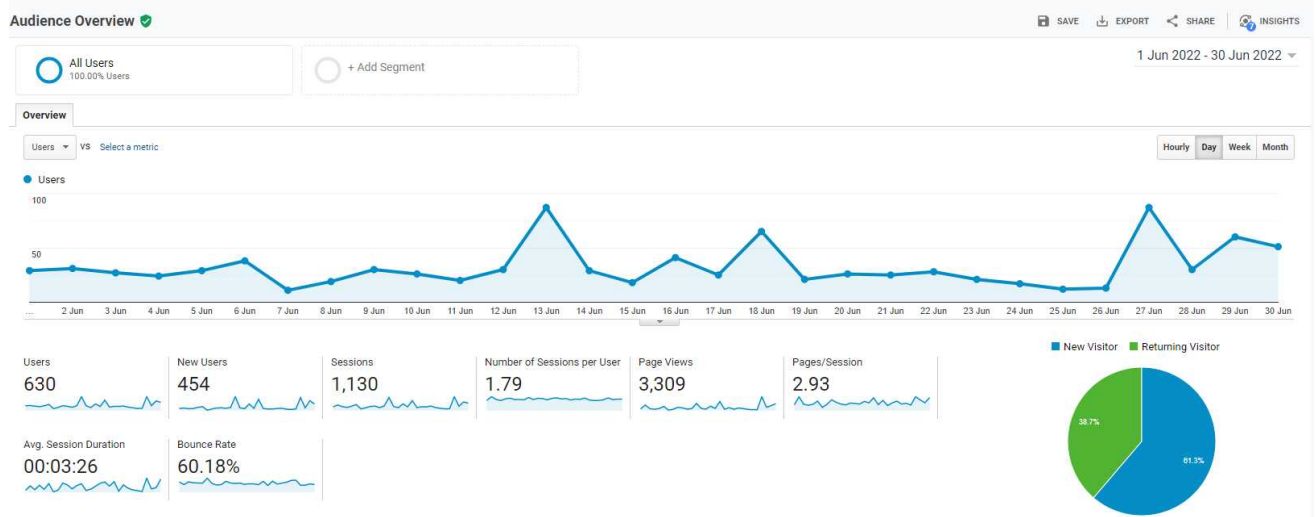 Audience Overview
SAVE EXPORT SHARE INSIGHTS
7
All Users
100.00% Users
+ Add Segment
1 Jun 2022 - 30 Jun 2022
Overview
Users VS Select a metric
Hourly Day Week Month
Users
100
50
... 2 Jun 3 Jun 4 Jun 5 Jun 6 Jun 7 Jun 8 Jun 9 Jun 10 Jun 11 Jun 12 Jun 13 Jun 14 Jun 15 Jun 16 Jun 17 Jun 18 Jun 19 Jun 20 Jun 21 Jun 22 Jun 23 Jun 24 Jun 25 Jun 26 Jun 27 Jun 28 Jun 29 Jun 30 Jun
New Visitor Returning Visitor
Users New Users Sessions Number of Sessions per User Page Views Pages/Session
630 454 1,130 1.79 3,309 2.93
Avg. Session Duration Bounce Rate
00:03:26 60.18%
38.7%
61.3%